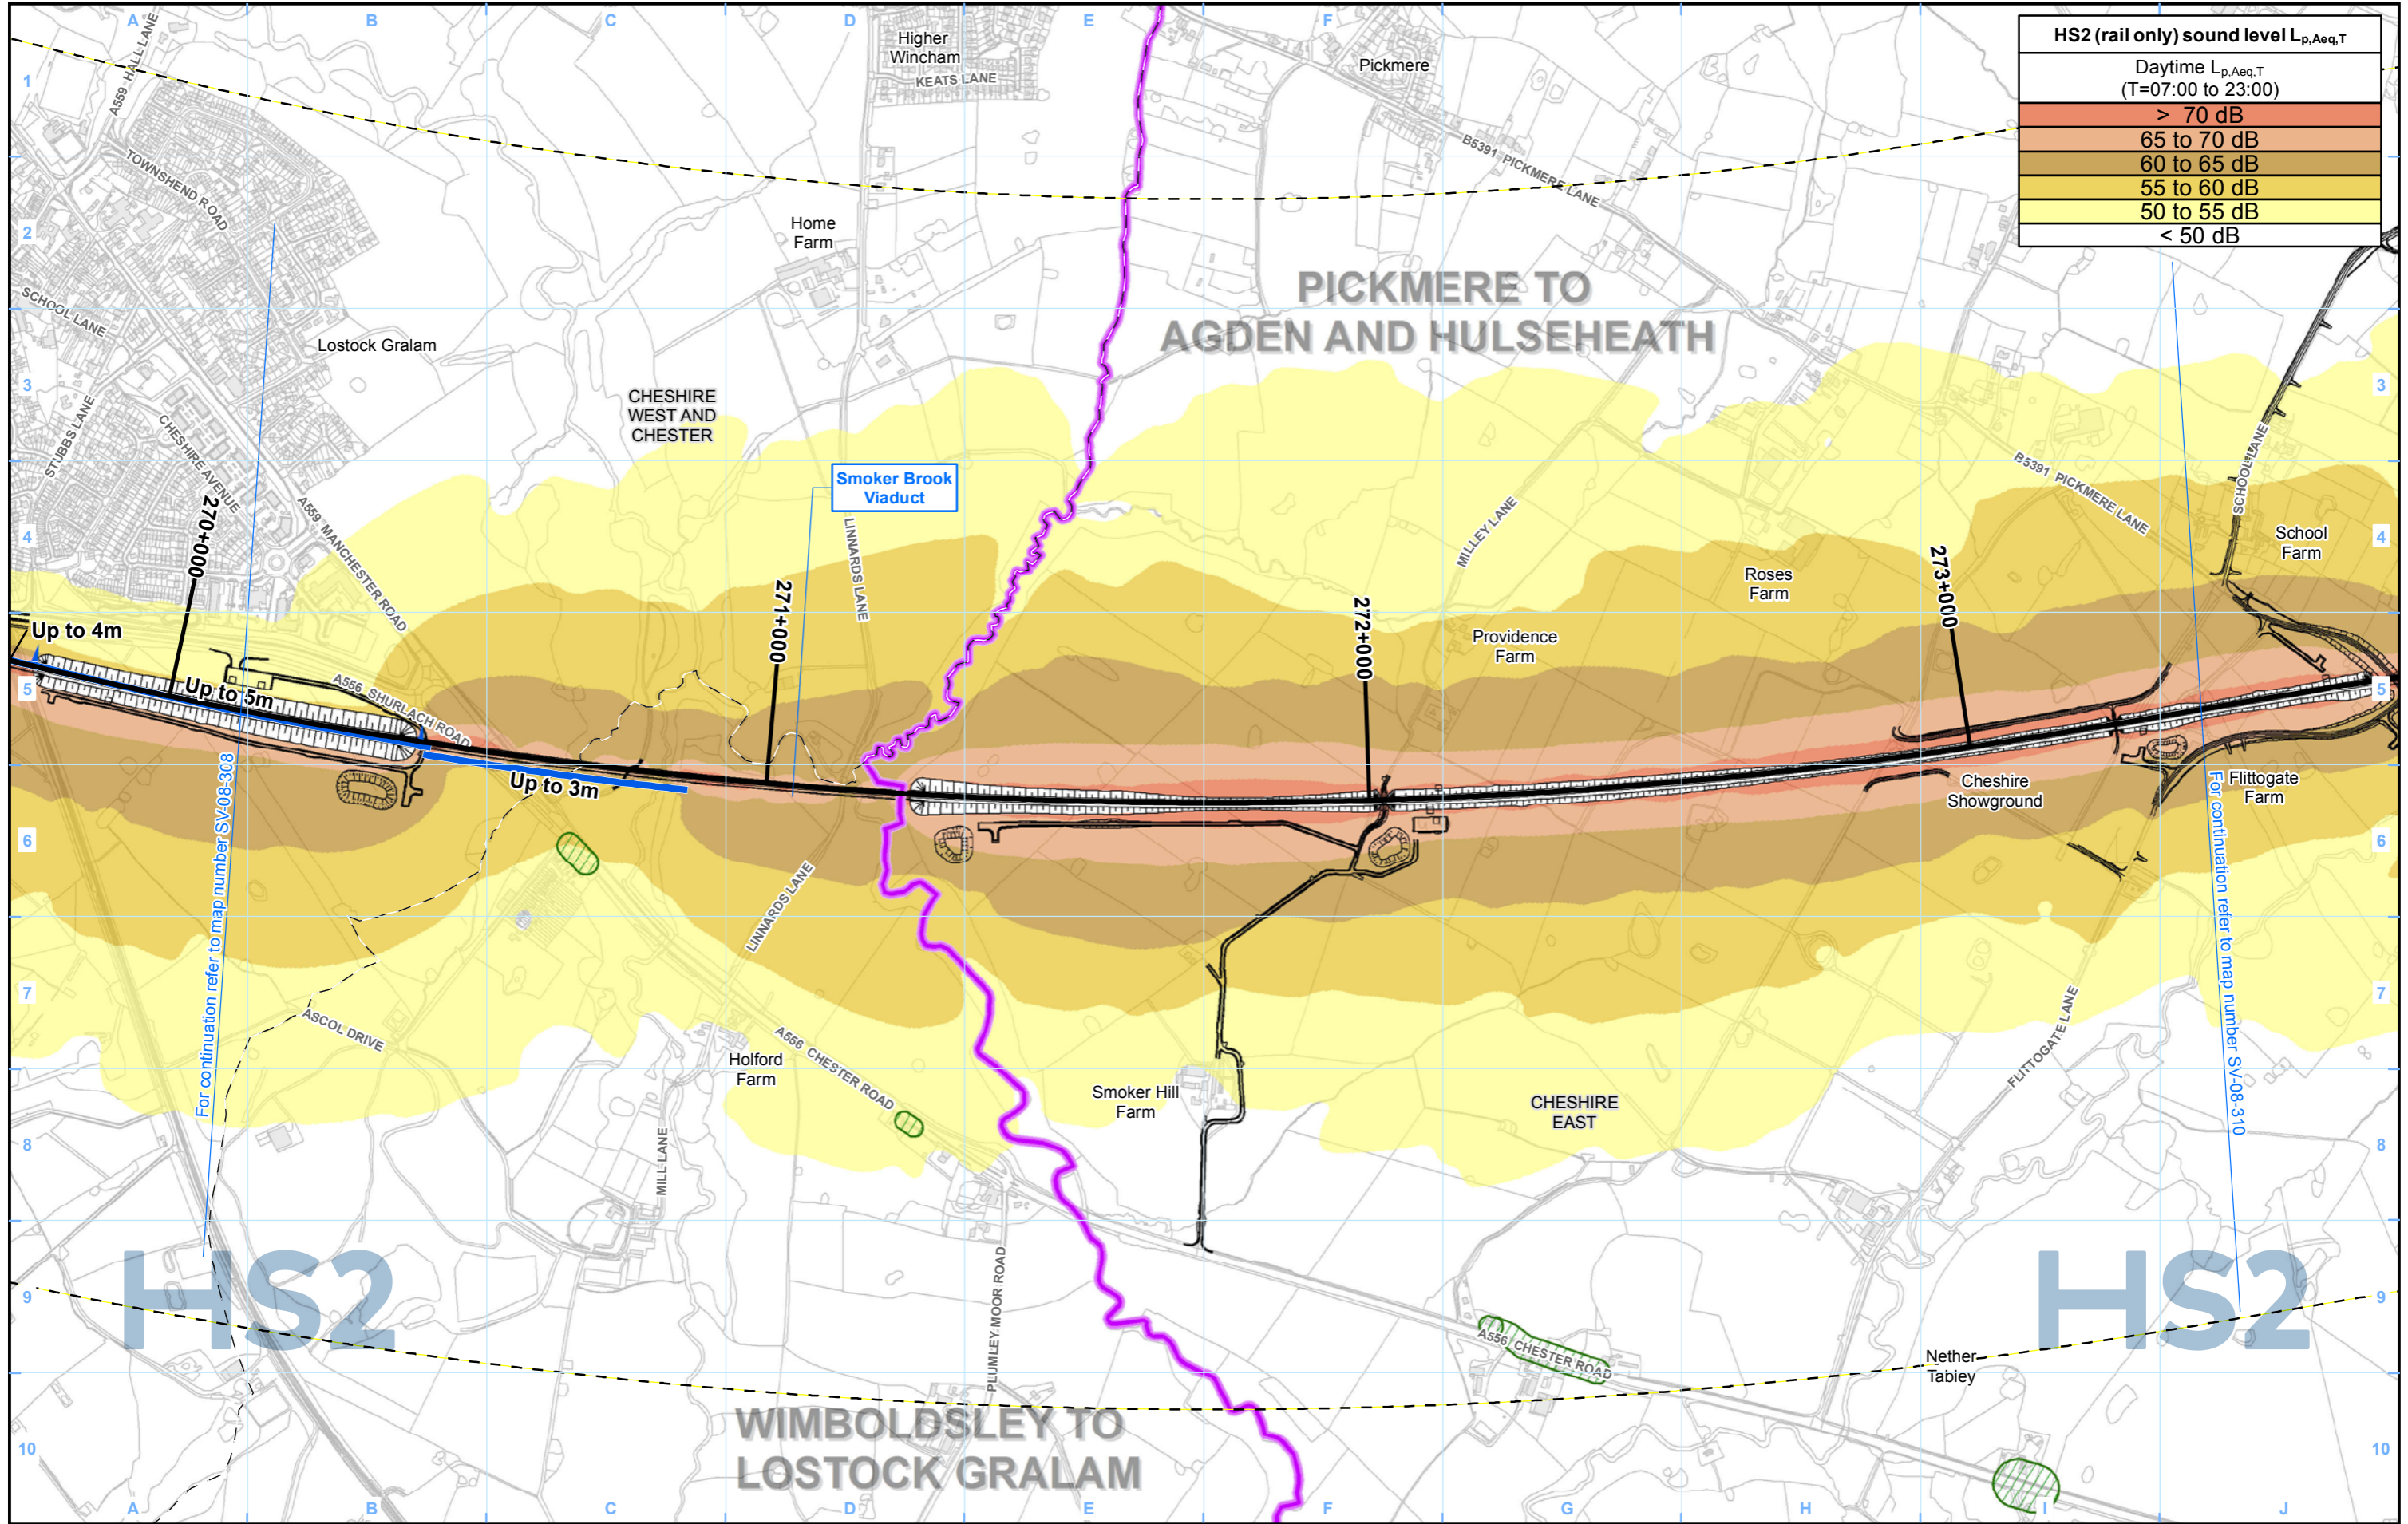 A
B
C
D
E
F
HS2 (rail only) sound level Lp,Aeq,T
Daytime Lp,Aeq,T
(T=07:00 to 23:00)
> 70 dB
65 to 70 dB
60 to 65 dB
55 to 60 dB
50 to 55 dB
< 50 dB
1
A559 HALL LANE
Higher
Wincham
KEATS LANE
Pickmere
B5391 PICKMERE LANE
TOWNSHEND ROAD
2
Home
Farm
PICKMERE TO
AGDEN AND HULSEHEATH
SCHOOL LANE
Lostock Gralam
3
3
CHESHIRE
WEST AND
CHESTER
STUBBS LANE
CHESHIRE AVENUE
A559 MANCHESTER ROAD
SCHOOL LANE
B5391 PICKMERE LANE
Smoker Brook
Viaduct
270+000
4
4
LINNARDS LANE
MILLEY LANE
School
Farm
Roses
Farm
271+000
272+000
273+000
Up to 4m
Providence
Farm
5
5
Up to 5m
A556 SHURLACH ROAD
Up to 3m
Cheshire
Showground
Flittogate
Farm
6
6
For continuation refer to map number SV-08-308
For continuation refer to map number SV-08-310
LINNARDS LANE
7
7
ASCOL DRIVE
Holford
Farm
A556 CHESTER ROAD
Smoker Hill
Farm
CHESHIRE
EAST
FLITTOGATE LANE
8
8
MILL LANE
PLUMLEY MOOR ROAD
HS2
HS2
9
9
A556 CHESTER ROAD
Nether
Tabley
WIMBOLDSLEY TO
LOSTOCK GRALAM
10
10
A
B
C
D
E
F
G
H
I
J